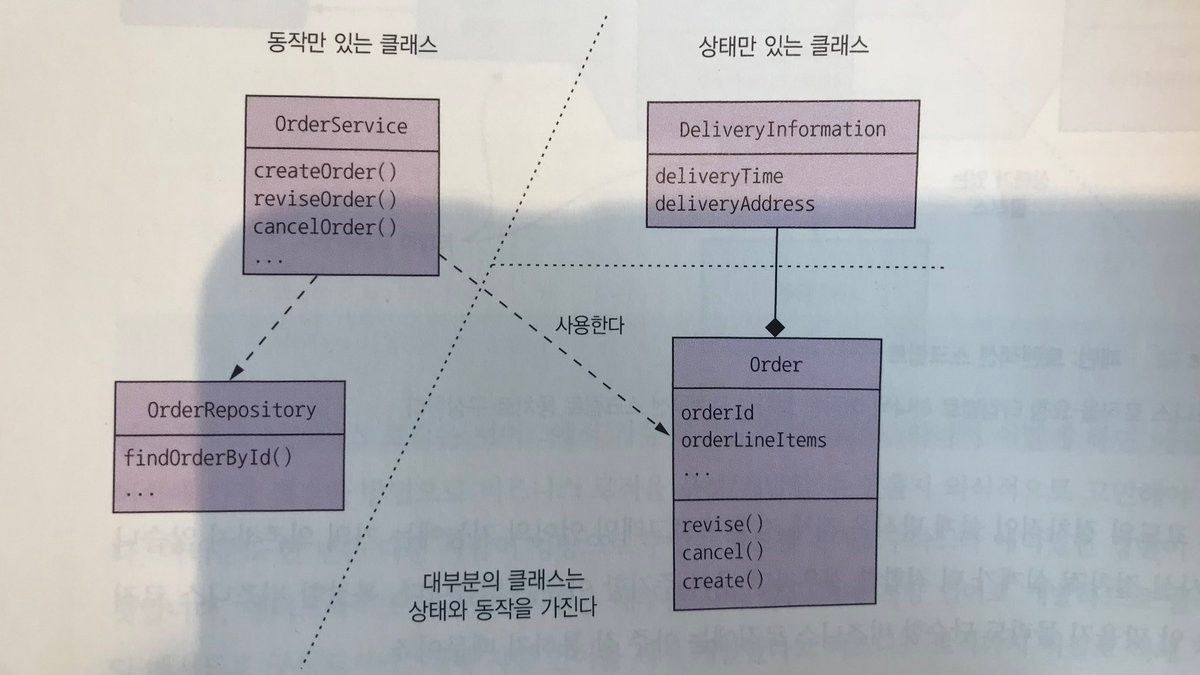 동작만 있는 클래스
상태만 있는 클래스
OrderService
createOrder()
reviseOrder()
cancelOrder()
...
DeliveryInformation
deliveryTime
deliveryAddress
사용한다
OrderRepository
findOrderById()
...
Order
orderId
orderLineItems
...
revise()
cancel()
create()
대부분의 클래스는
상태와 동작을 가진다